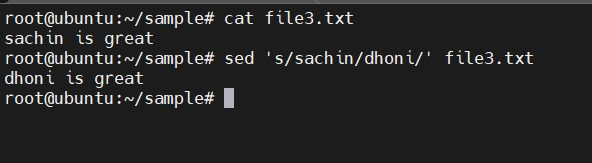 root@ubuntu:~/sample# cat file3.txt
sachin is great
root@ubuntu:~/sample# sed 's/sachin/dhoni/' file3.txt
dhoni is great
root@ubuntu:~/sample#